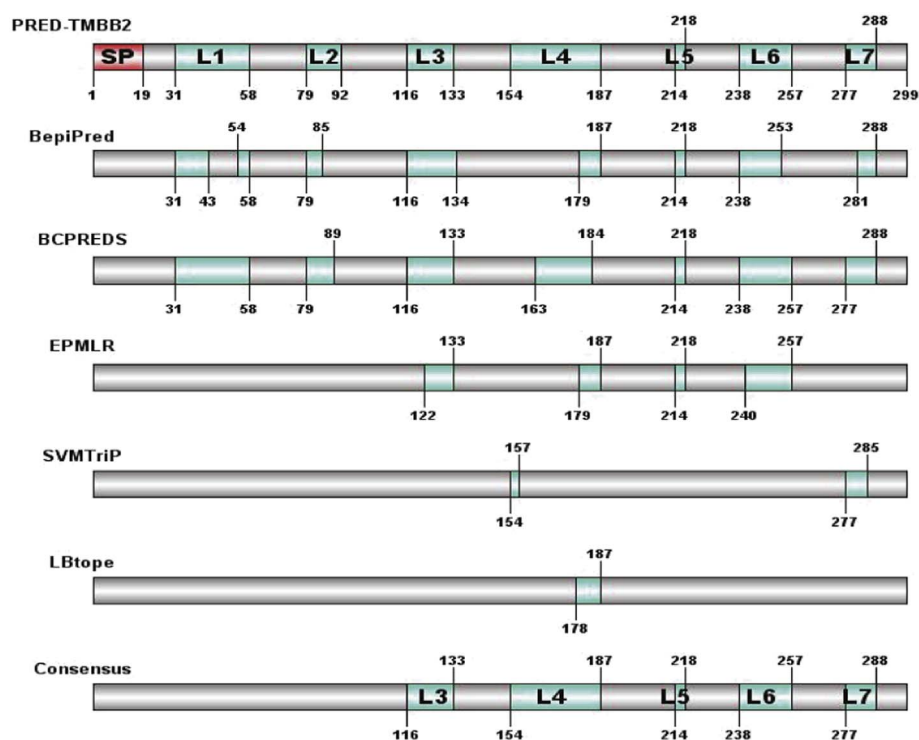 218 288
PRED-TMBB2
SP L1 L2 L3 L4 L5 L6 L7
1 19 31 58 79 92 116 133 154 187 214 238 257 277 299
54 85 187 218 253 288
BepiPred
31 43 58 79 116 134 179 214 238 281
89 133 184 218 288
BCPREDS
31 58 79 116 163 214 238 257 277
133 187 218 257
EPMLR
122 179 214 240
157 285
SVMTriP
154 277
187
LBtope
178
133 187 218 257 288
Consensus
L3 L4 L5 L6 L7
116 154 214 238 277